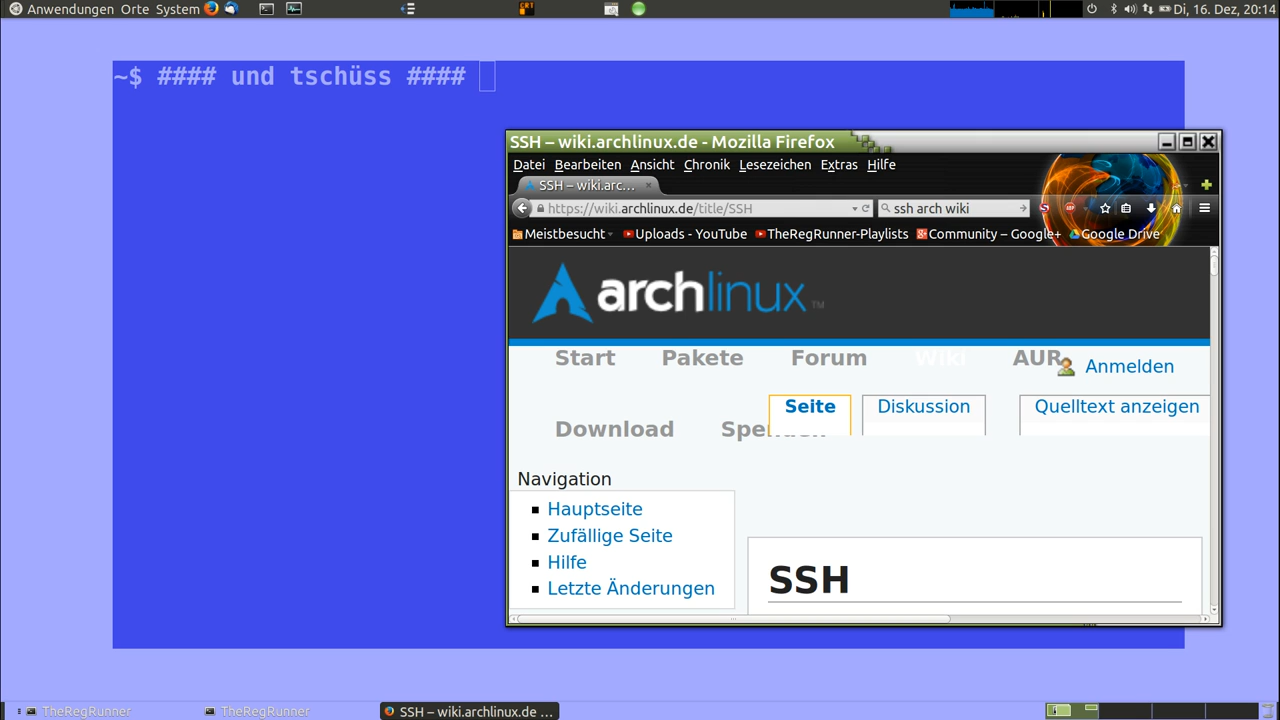 Anwendungen Orte System
CRT
Di, 16. Dez, 20:14
~$ #### und tschüss ####
SSH – wiki.archlinux.de - Mozilla Firefox
Datei Bearbeiten Ansicht Chronik Lesezeichen Extras Hilfe
SSH – wiki.arc...
https://wiki.archlinux.de/title/SSH
ssh arch wiki
Meistbesucht Uploads - YouTube TheRegRunner-Playlists Community – Google+ Google Drive
archlinux ™
Start Pakete Forum Wiki AUR Anmelden
Seite Diskussion Quelltext anzeigen
Download Spenden
Navigation
Hauptseite
Zufällige Seite
Hilfe
Letzte Änderungen
SSH
TheRegRunner TheRegRunner SSH – wiki.archlinux.de ...